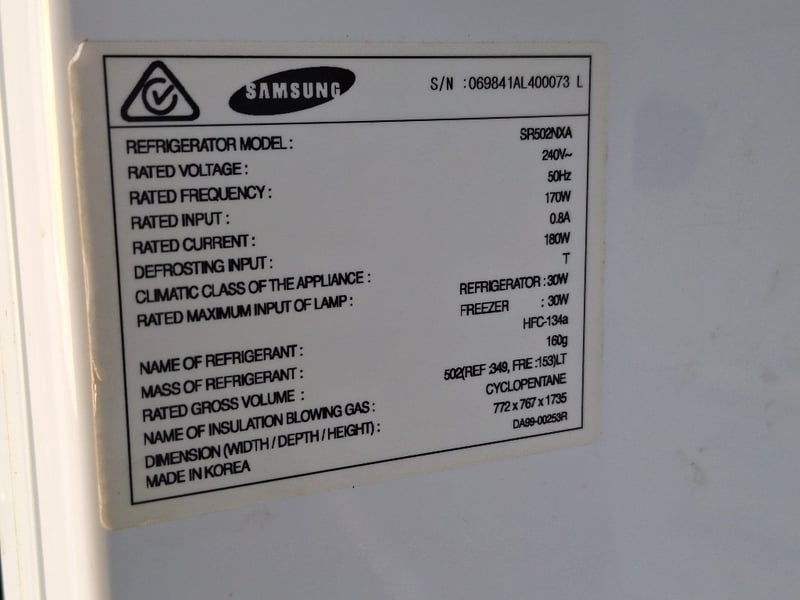 SAMSUNG
S/N :069841AL400073 L
REFRIGERATOR MODEL : SR502NXA
RATED VOLTAGE : 240V~
RATED FREQUENCY : 50Hz
RATED INPUT : 170W
RATED CURRENT : 0.8A
DEFROSTING INPUT : 180W
CLIMATIC CLASS OF THE APPLIANCE : T
RATED MAXIMUM INPUT OF LAMP : REFRIGERATOR : 30W
FREEZER : 30W
NAME OF REFRIGERANT : HFC-134a
MASS OF REFRIGERANT : 160g
RATED GROSS VOLUME : 502(REF :349, FRE :153)LT
NAME OF INSULATION BLOWING GAS : CYCLOPENTANE
DIMENSION (WIDTH / DEPTH / HEIGHT) : 772 x 767 x 1735
MADE IN KOREA DA99-00253R